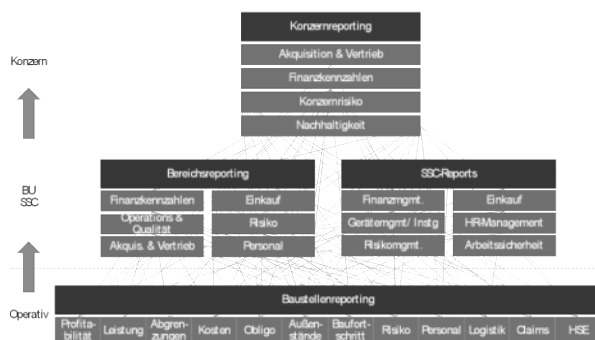 Konzernreporting
Akquisition & Vertrieb
Konzern
Finanzkennzahlen
Konzernrisiko
Nachhaltigkeit
Bereichsreporting
SSC-Reports
BU
SSC
Finanzkennzahlen
Einkauf
Finanzmgmt.
Einkauf
Operations &
Qualität
Risiko
Gerätemgmt/ Instg
HR-Management
Akquis. & Vertrieb
Personal
Risikomgmt.
Arbeitssicherheit
Operativ
Baustellenreporting
Profita-
bilität
Leistung
Abgren-
zungen
Kosten
Obligo
Außen-
stände
Baufort-
schritt
Risiko
Personal
Logistik
Claims
HSE